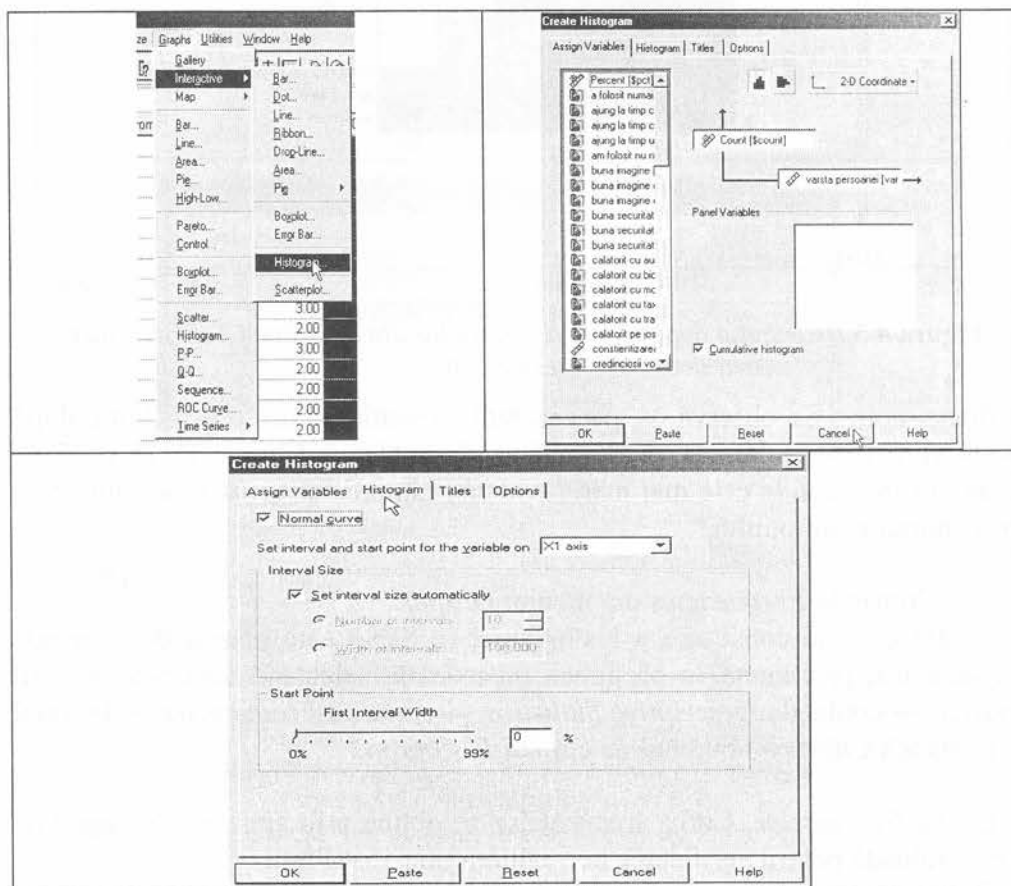 ze Graphs Utilities Window Help
Gallery
Interactive
Map
Bar...
Line...
Area...
Pie...
High-Low...
Pareto...
Control...
Boxplot...
Error Bar...
Scatter...
Histogram...
P-P...
Q-Q...
Sequence...
ROC Curve...
Time Series
Bar...
Dot...
Line...
Ribbon...
Drop-Line...
Area...
Pie
Boxplot...
Error Bar...
Histogram...
Scatterplot...
3.00
2.00
3.00
2.00
2.00
2.00
Create Histogram
Assign Variables Histogram Titles Options
Percent [$pct]
a folosit numai
ajung la timp c
ajung la timp c
ajung la timp u
am folosit nu n
buna imagine [
buna imagine
buna imagine
buna securitat
buna securitat
buna securitat
calatorit cu au
calatorit cu bic
calatorit cu mo
calatorit cu tax
calatorit cu tra
calatorit pe jos
constientizarea
credinciosii vo
2-D Coordinate
Count [$count]
varsta persoanei [var
Panel Variables
Cumulative histogram
OK Paste Reset Cancel Help
Create Histogram
Assign Variables Histogram Titles Options
Normal curve
Set interval and start point for the variable on X1 axis
Interval Size
Set interval size automatically
Number of intervals 10
Width of intervals 100.000
Start Point
First Interval Width
0% 99% 0 %
OK Paste Reset Cancel Help